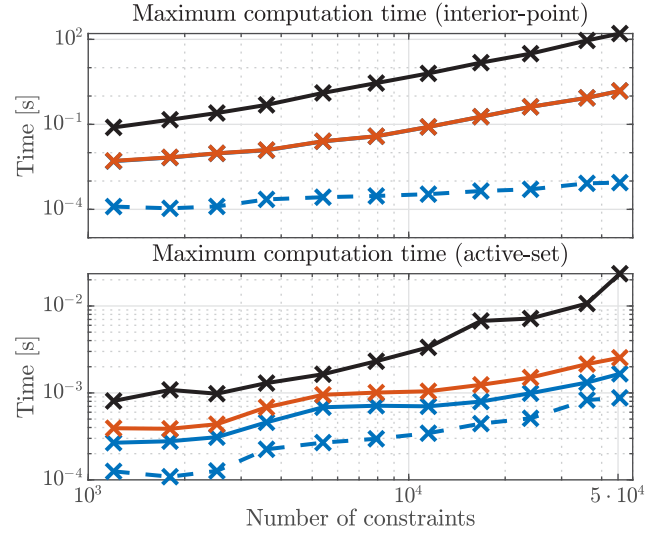 Maximum computation time (interior-point)
10^2
10^-1
10^-4
Time [s]
Maximum computation time (active-set)
10^-2
10^-3
10^-4
Time [s]
10^3
10^4
5 · 10^4
Number of constraints